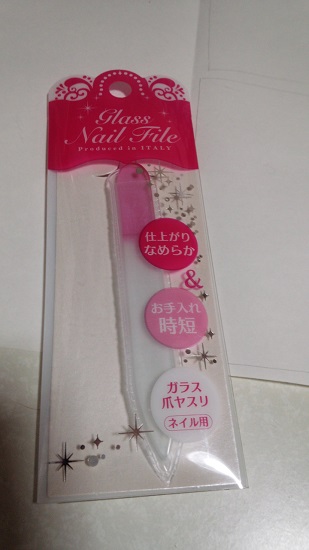 Glass
Nail File
Produced in ITALY
仕上がり
なめらか
&
お手入れ
時短
ガラス
爪ヤスリ
ネイル用